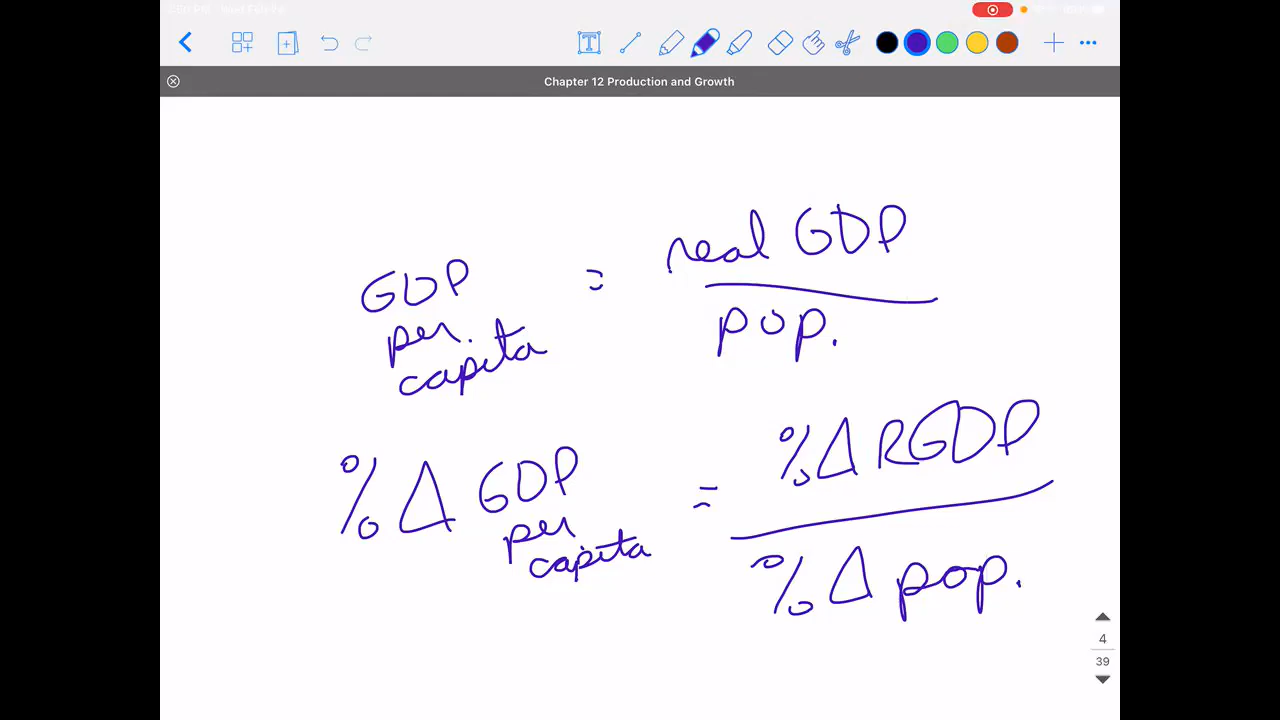 Chapter 12 Production and Growth
GDP per capita = real GDP / pop.
%Δ GDP per capita = %Δ RGDP / %Δ pop.
4
39